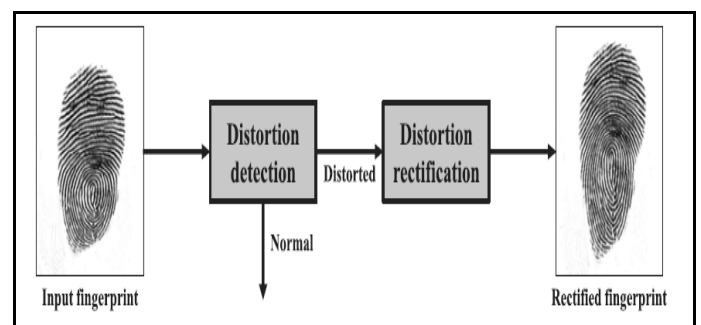 Distortion
detection
Distorted
Distortion
rectification
Normal
Input fingerprint
Rectified fingerprint